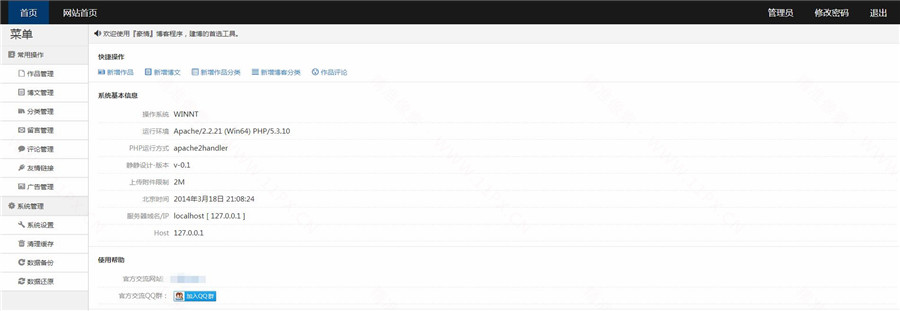 首页 网站首页 管理员 修改密码 退出
菜单
欢迎使用『豪情』博客程序，建博的首选工具。
常用操作
作品管理
博文管理
分类管理
留言管理
评论管理
友情链接
广告管理
系统管理
系统设置
清理缓存
数据备份
数据还原
快捷操作
新增作品 新增博文 新增作品分类 新增博客分类 作品评论
系统基本信息
操作系统 WINNT
运行环境 Apache/2.2.21 (Win64) PHP/5.3.10
PHP运行方式 apache2handler
静静设计-版本 v-0.1
上传附件限制 2M
北京时间 2014年3月18日 21:08:24
服务器域名/IP localhost [ 127.0.0.1 ]
Host 127.0.0.1
使用帮助
官方交流网站:
官方交流QQ群： 加入QQ群